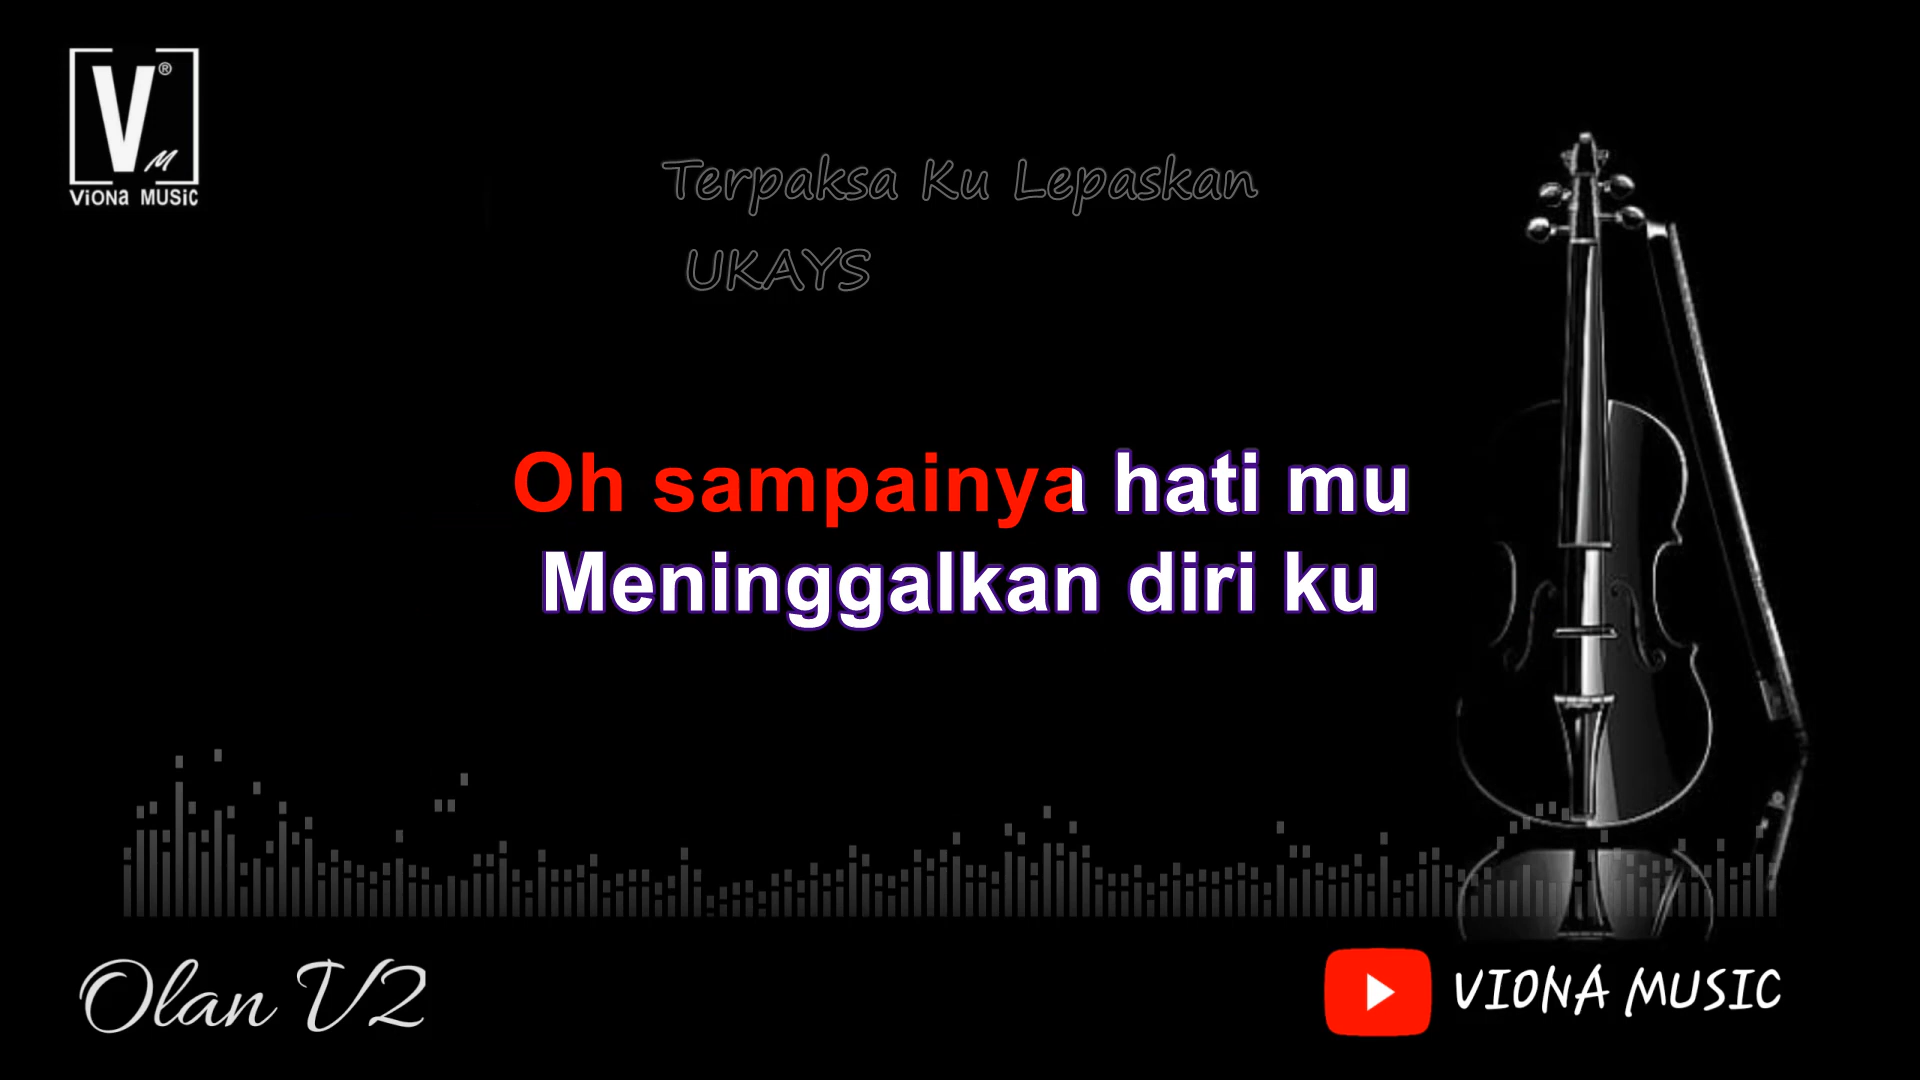 V®
M
ViONa MUSiC
Terpaksa Ku Lepaskan
UKAYS
Oh sampainya hati mu
Meninggalkan diri ku
Olan V2
VIONA MUSIC